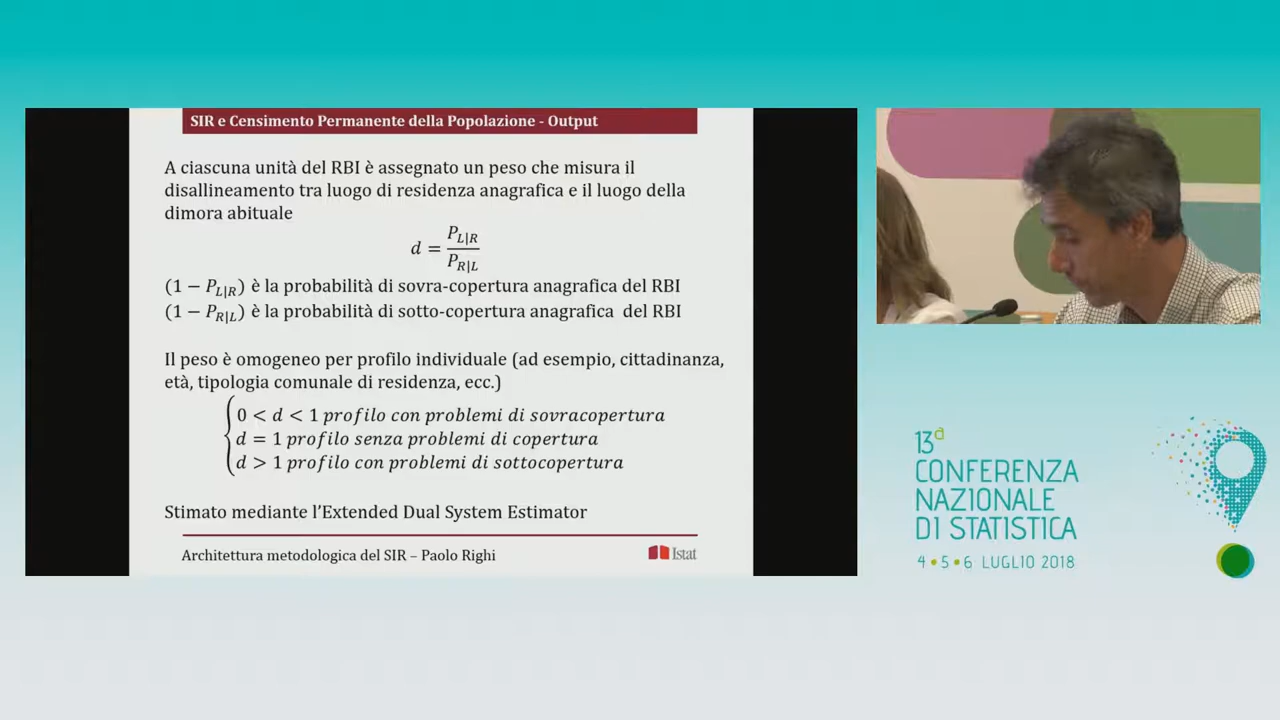 SIR e Censimento Permanente della Popolazione - Output
A ciascuna unità del RBI è assegnato un peso che misura il
disallineamento tra luogo di residenza anagrafica e il luogo della
dimora abituale
d = P_{L|R} / P_{R|L}
(1 − P_{L|R}) è la probabilità di sovra-copertura anagrafica del RBI
(1 − P_{R|L}) è la probabilità di sotto-copertura anagrafica del RBI
Il peso è omogeneo per profilo individuale (ad esempio, cittadinanza,
età, tipologia comunale di residenza, ecc.)
0 < d < 1 profilo con problemi di sovracopertura
d = 1 profilo senza problemi di copertura
d > 1 profilo con problemi di sottocopertura
Stimato mediante l'Extended Dual System Estimator
Architettura metodologica del SIR – Paolo Righi
Istat
13ª
CONFERENZA
NAZIONALE
DI STATISTICA
4 • 5 • 6 LUGLIO 2018